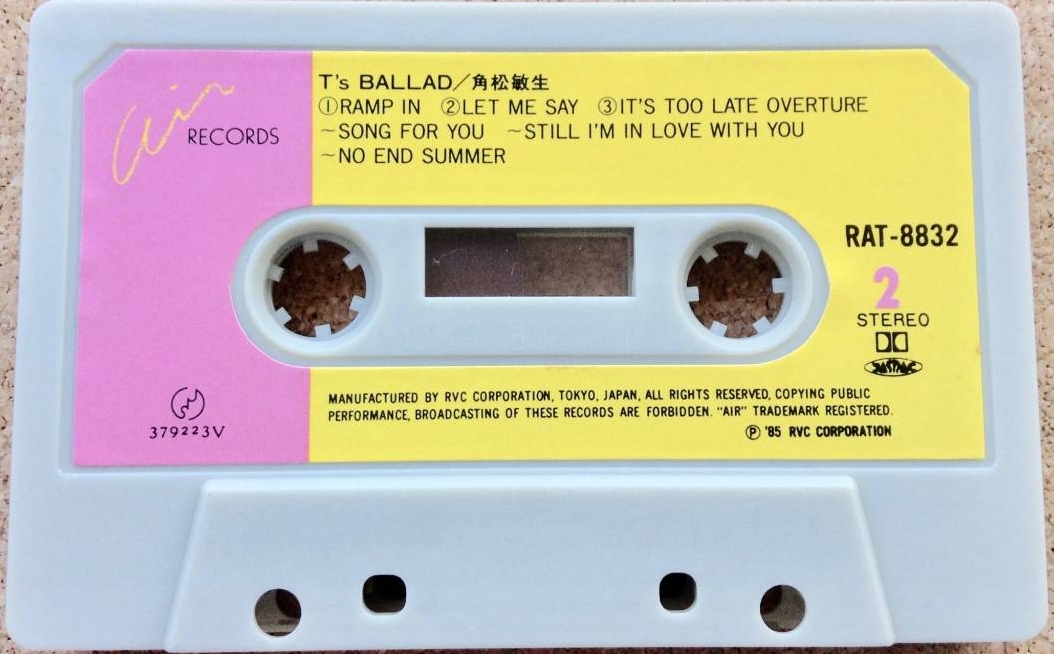 Air
RECORDS
T's BALLAD/角松敏生
①RAMP IN ②LET ME SAY ③IT'S TOO LATE OVERTURE
~SONG FOR YOU ~STILL I'M IN LOVE WITH YOU
~NO END SUMMER
RAT-8832
2
STEREO
JASRAC
MANUFACTURED BY RVC CORPORATION, TOKYO, JAPAN, ALL RIGHTS RESERVED, COPYING PUBLIC
PERFORMANCE, BROADCASTING OF THESE RECORDS ARE FORBIDDEN. "AIR" TRADEMARK REGISTERED.
Ⓟ '85 RVC CORPORATION
379223V